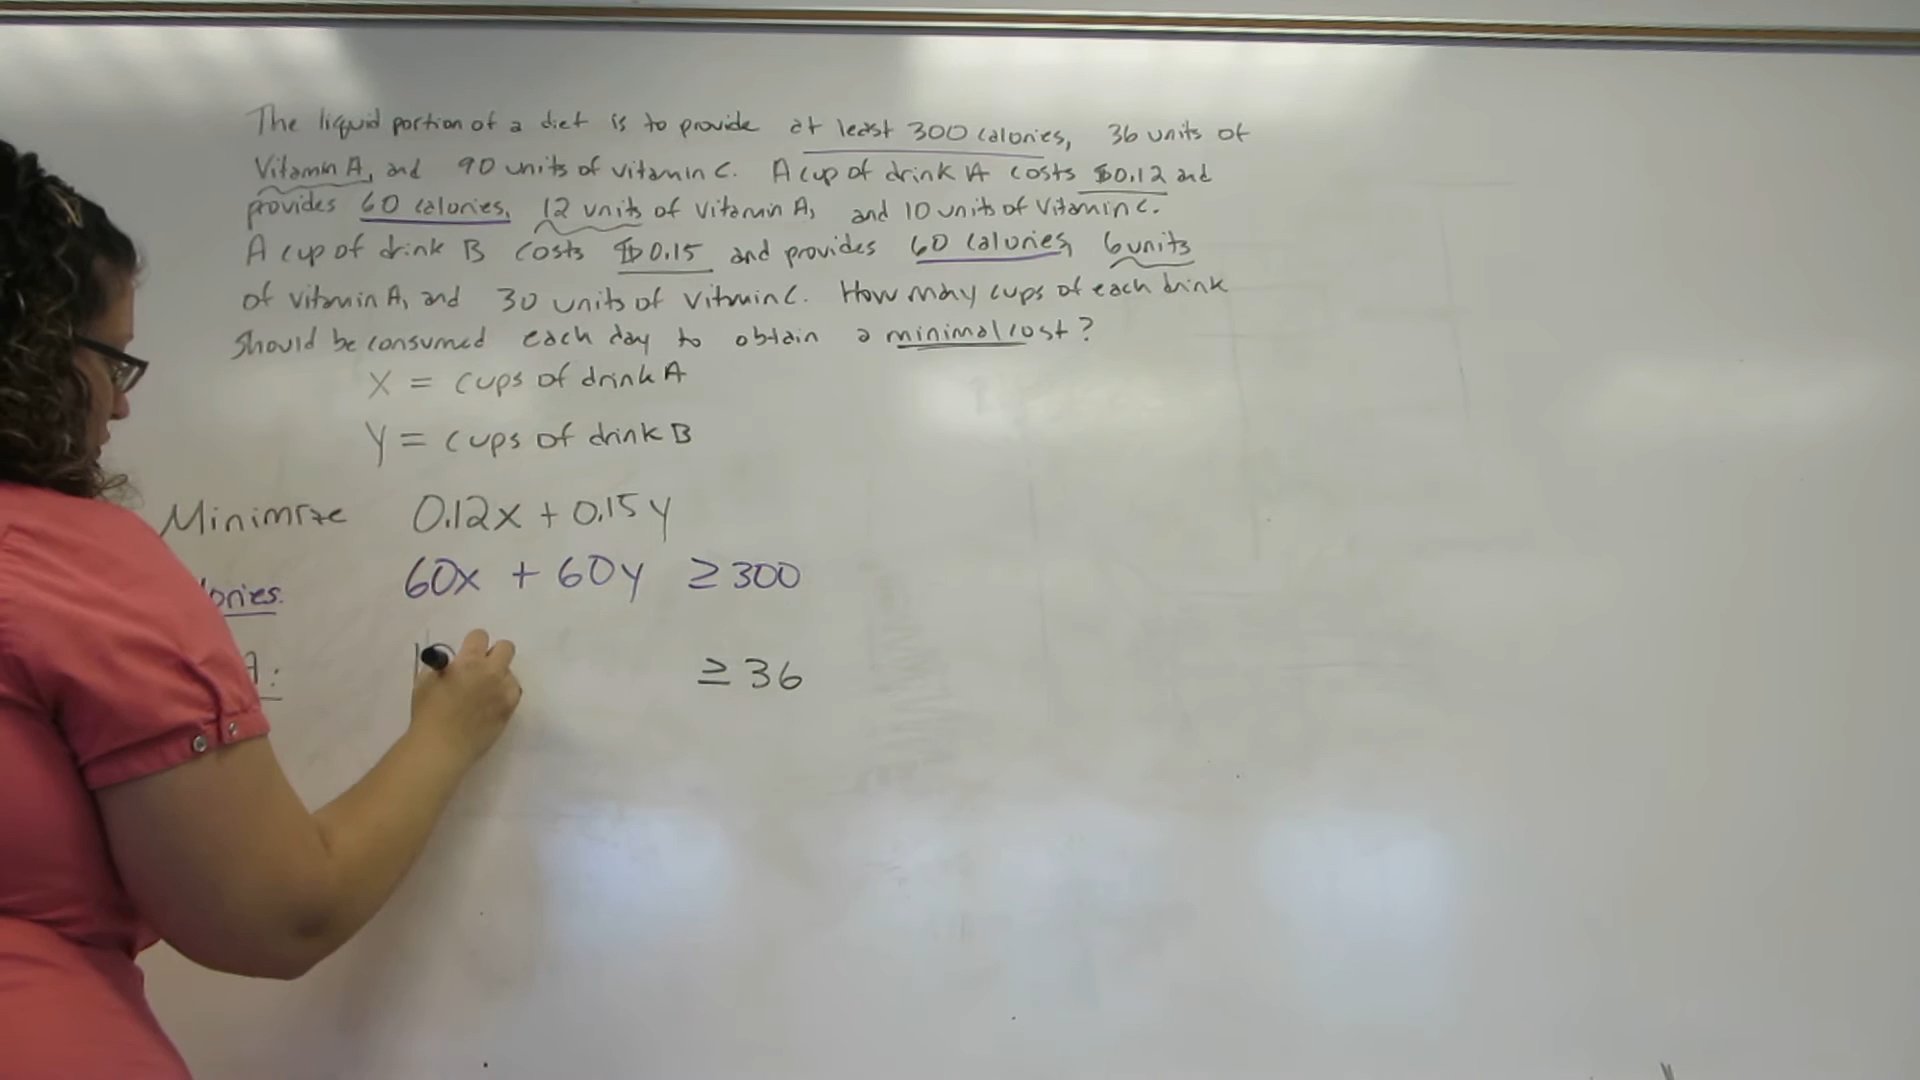 The liquid portion of a diet is to provide at least 300 calories, 36 units of
Vitamin A, and 90 units of vitamin C. A cup of drink A costs $0.12 and
provides 60 calories, 12 units of Vitamin A, and 10 units of Vitamin C.
A cup of drink B costs $0.15 and provides 60 calories, 6 units
of vitamin A, and 30 units of Vitamin C. How may cups of each drink
should be consumed each day to obtain a minimal cost?
X = cups of drink A
Y = cups of drink B
Minimize 0.12x + 0.15y
ories. 60x + 60y ≥ 300
A: ≥ 36